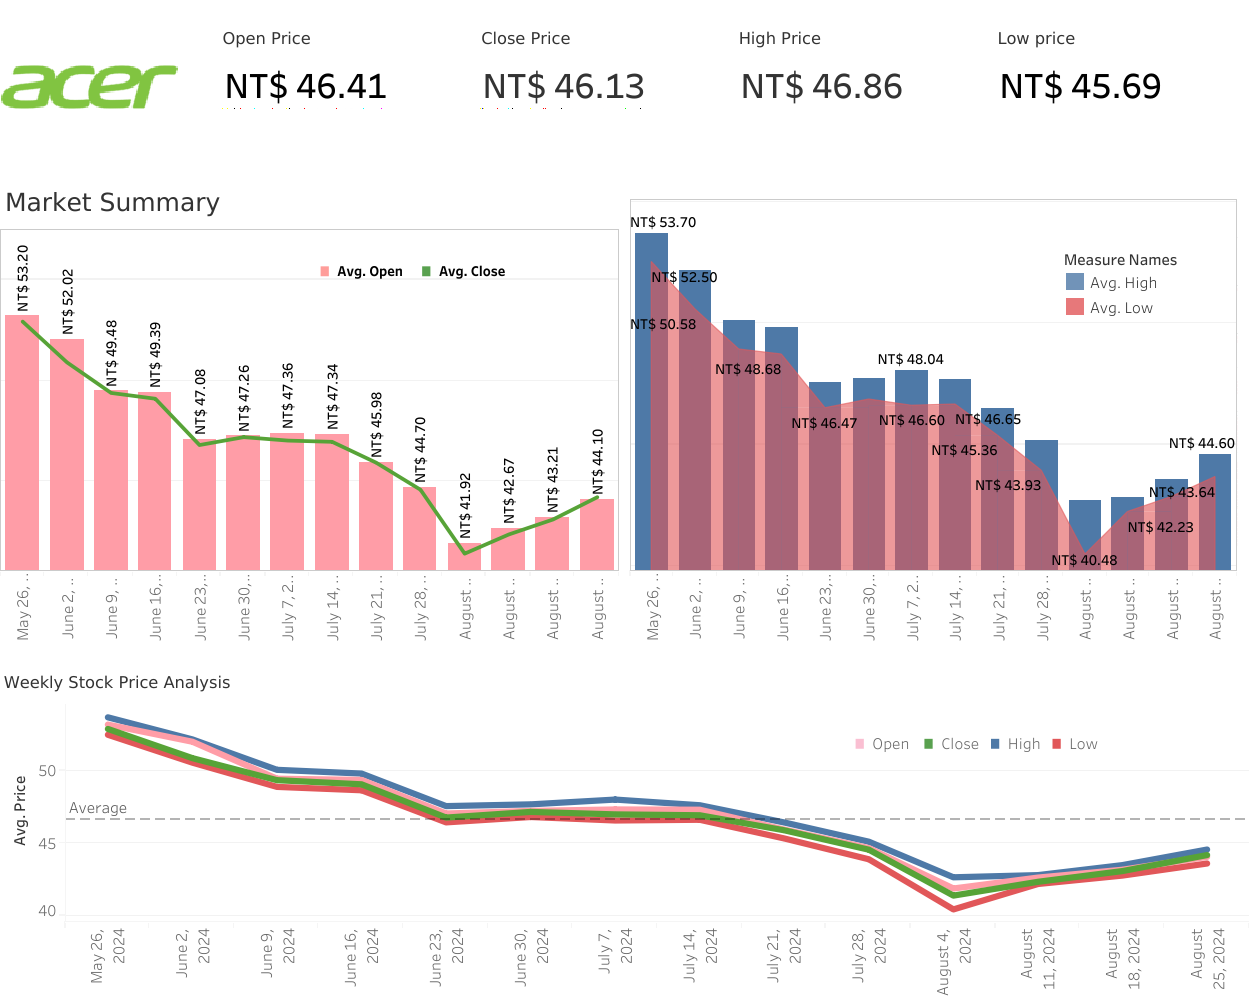 acer
Open Price
Close Price
High Price
Low price
NT$ 46.41
NT$ 46.13
NT$ 46.86
NT$ 45.69
Market Summary
Avg. Open
Avg. Close
NT$ 53.20
NT$ 52.02
NT$ 49.48
NT$ 49.39
NT$ 47.08
NT$ 47.26
NT$ 47.36
NT$ 47.34
NT$ 45.98
NT$ 44.70
NT$ 41.92
NT$ 42.67
NT$ 43.21
NT$ 44.10
May 26,..
June 2, ..
June 9, ..
June 16,..
June 23,..
June 30,..
July 7, 2..
July 14,..
July 21,..
July 28,..
August ..
August ..
August ..
August ..
Measure Names
Avg. High
Avg. Low
NT$ 53.70
NT$ 52.50
NT$ 50.58
NT$ 48.68
NT$ 46.47
NT$ 48.04
NT$ 46.60
NT$ 46.65
NT$ 45.36
NT$ 43.93
NT$ 40.48
NT$ 42.23
NT$ 43.64
NT$ 44.60
May 26,..
June 2, ..
June 9, ..
June 16,..
June 23,..
June 30,..
July 7, 2..
July 14,..
July 21,..
July 28,..
August ..
August ..
August ..
August ..
Weekly Stock Price Analysis
Open
Close
High
Low
Avg. Price
50
45
40
Average
May 26,
2024
June 2,
2024
June 9,
2024
June 16,
2024
June 23,
2024
June 30,
2024
July 7,
2024
July 14,
2024
July 21,
2024
July 28,
2024
August 4,
2024
August
11, 2024
August
18, 2024
August
25, 2024